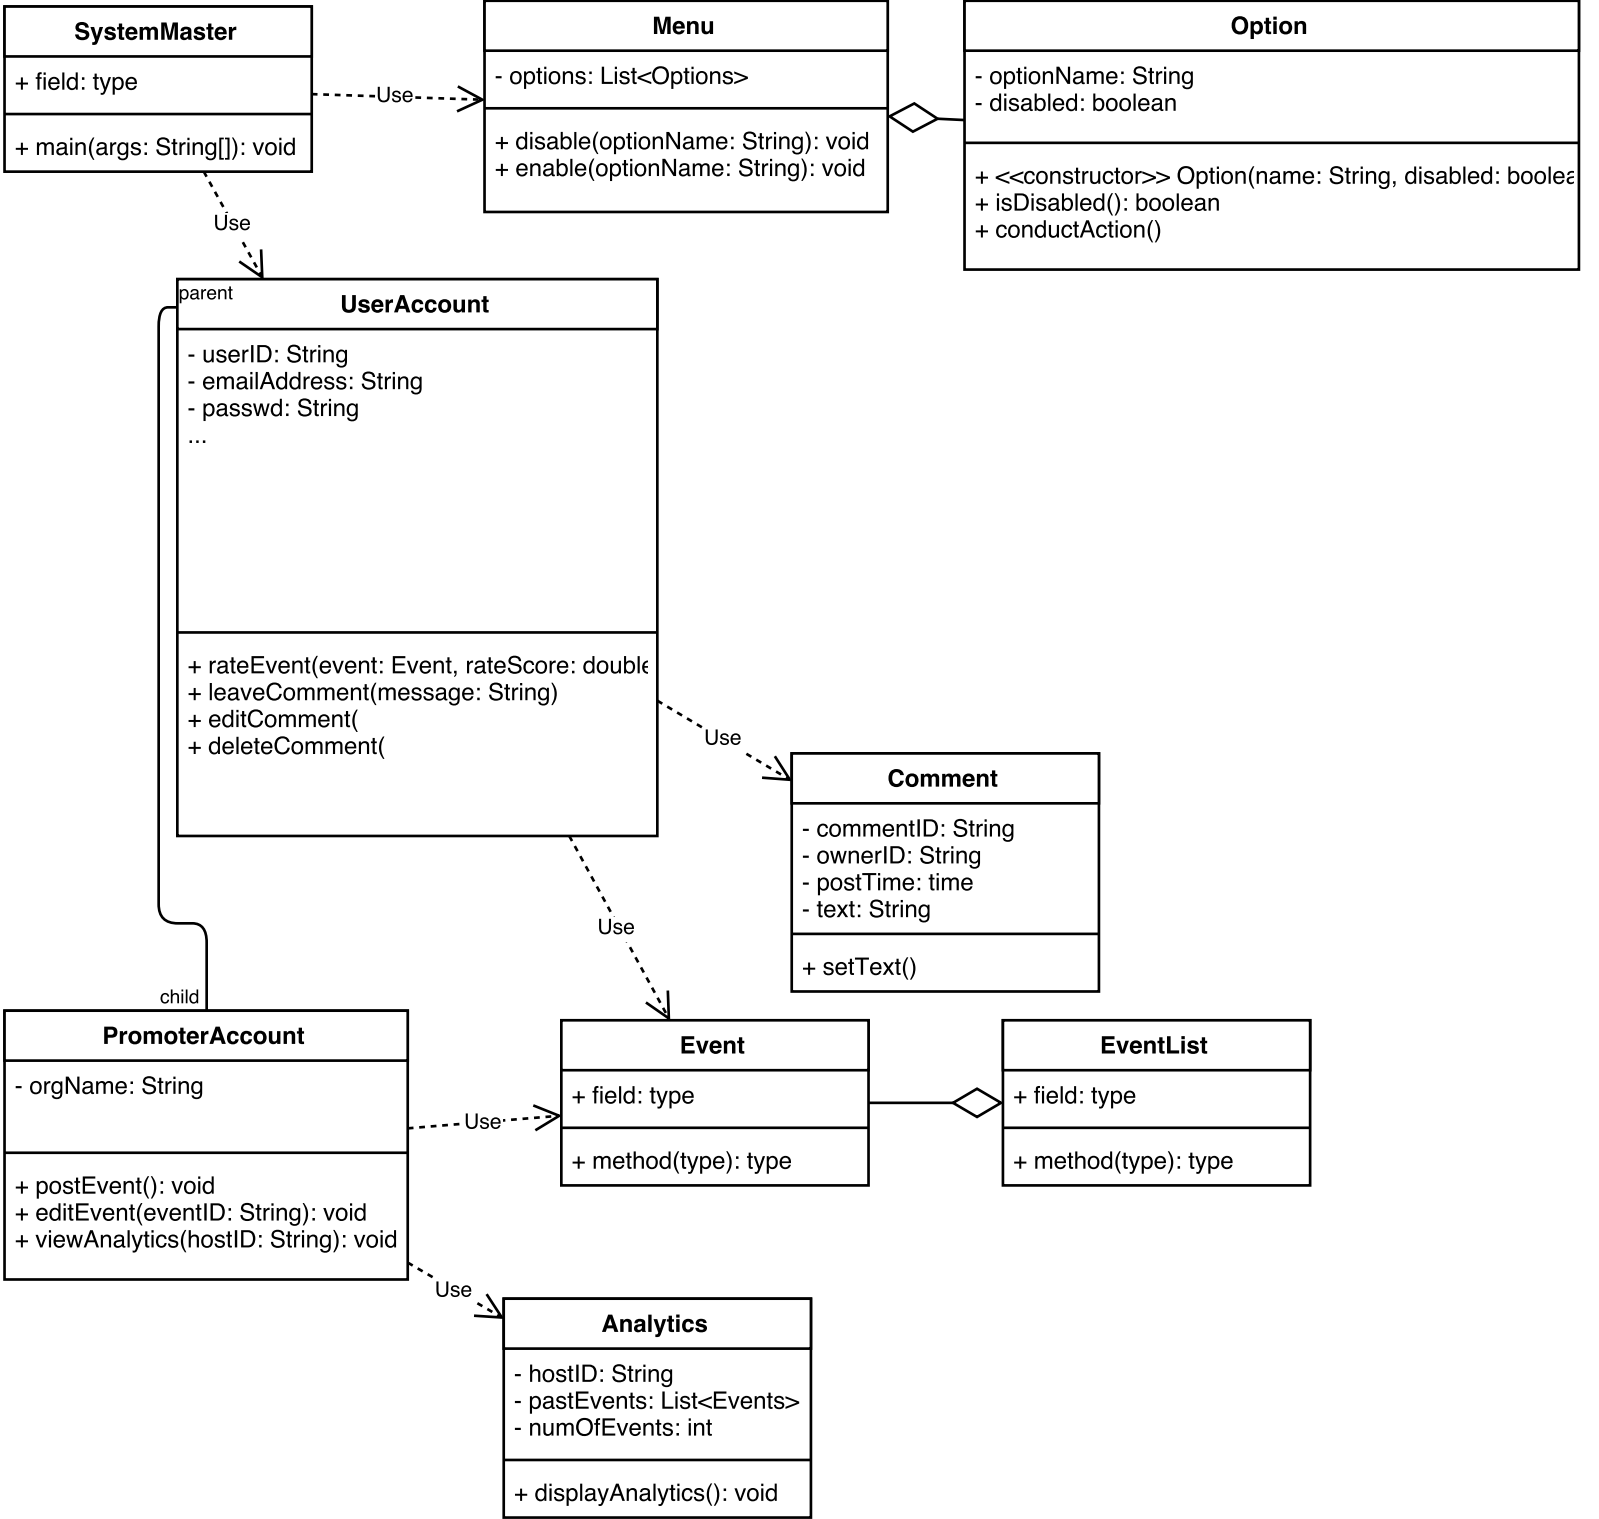 SystemMaster
+ field: type
+ main(args: String[]): void
Use
Menu
- options: List<Options>
+ disable(optionName: String): void
+ enable(optionName: String): void
Option
- optionName: String
- disabled: boolean
+ <<constructor>> Option(name: String, disabled: boolea
+ isDisabled(): boolean
+ conductAction()
Use
parent
UserAccount
- userID: String
- emailAddress: String
- passwd: String
...
+ rateEvent(event: Event, rateScore: double
+ leaveComment(message: String)
+ editComment(
+ deleteComment(
Use
Comment
- commentID: String
- ownerID: String
- postTime: time
- text: String
+ setText()
Use
child
PromoterAccount
- orgName: String
+ postEvent(): void
+ editEvent(eventID: String): void
+ viewAnalytics(hostID: String): void
Use
Event
+ field: type
+ method(type): type
EventList
+ field: type
+ method(type): type
Use
Analytics
- hostID: String
- pastEvents: List<Events>
- numOfEvents: int
+ displayAnalytics(): void